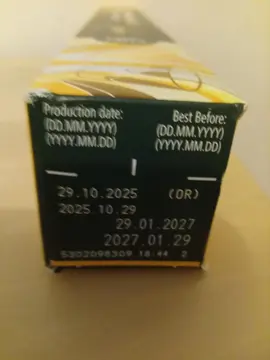 Production date: Best Before:
(DD.MM.YYYY) (DD.MM.YYYY)
(YYYY.MM.DD) (YYYY.MM.DD)
29.10.2025 (OR)
2025.10.29
29.01.2027
2027.01.29
5302098309 18:44 2